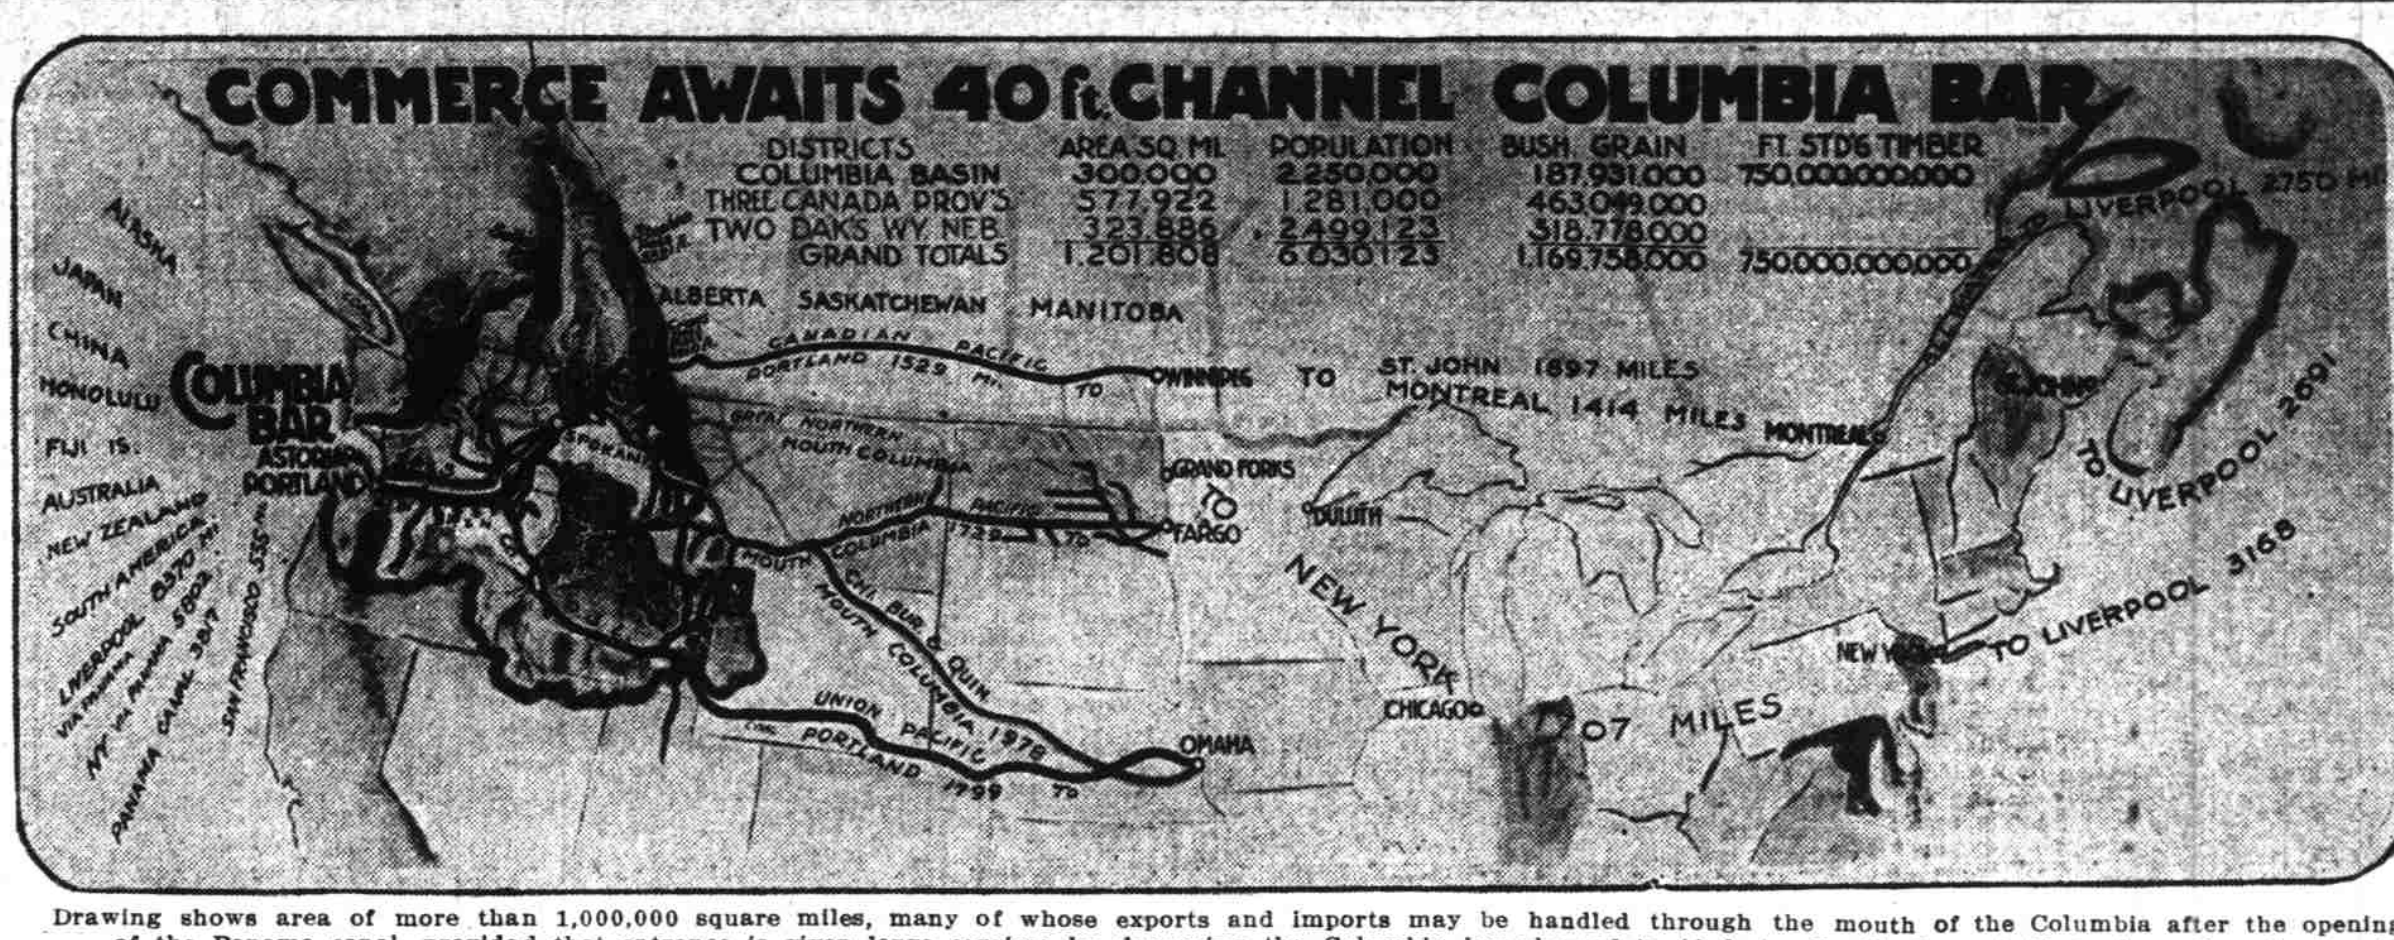 COMMERCE AWAITS 40 ft. CHANNEL COLUMBIA BAR
DISTRICTS AREA SQ. MI. POPULATION BUSH. GRAIN FT. STD'G TIMBER
COLUMBIA BASIN 300.000 2.250.000 187.931.000 750.000.000.000
THREE CANADA PROV'S 577.922 1.281.000 463.049.000
TWO DAK'S WY. NEB. 323.886 2.499.123 518.778.000
GRAND TOTALS 1.201.808 6.030.123 1.169.758.000 750.000.000.000
TO LIVERPOOL 2750 MI
ALBERTA SASKATCHEWAN MANITOBA
ALASKA
JAPAN
CHINA
HONOLULU
FIJI IS.
AUSTRALIA
NEW ZEALAND
SOUTH AMERICA
LIVERPOOL 8370 MI
VIA PANAMA
N.Y. VIA PANAMA 5802
PANAMA CANAL 3817
SAN FRANCISCO 555 M
COLUMBIA
BAR
ASTORIA
PORTLAND
SPOKANE
CANADIAN PACIFIC
PORTLAND 1529 MI. TO
WINNIPEG TO ST. JOHN 1897 MILES
MONTREAL 1414 MILES MONTREAL
ST. JOHNS
GREAT NORTHERN
MOUTH COLUMBIA
GRAND FORKS
TO
NORTHERN PACIFIC
MOUTH COLUMBIA 1729 TO
FARGO
DULUTH
TO LIVERPOOL 2691
CHI. BUR. & QUIN
MOUTH COLUMBIA 1978
UNION PACIFIC
PORTLAND 1799 TO
OMAHA
NEW YORK
CHICAGO
1907 MILES
NEW YORK
TO LIVERPOOL 3168
Drawing shows area of more than 1,000,000 square miles, many of whose exports and imports may be handled through the mouth of the Columbia after the opening